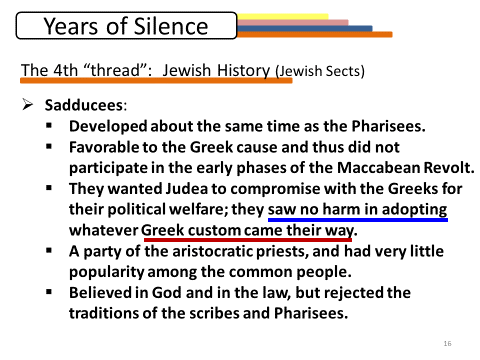 Years of Silence
The 4th “thread”: Jewish History (Jewish Sects)
➢ Sadducees:
▪ Developed about the same time as the Pharisees.
▪ Favorable to the Greek cause and thus did not
participate in the early phases of the Maccabean Revolt.
▪ They wanted Judea to compromise with the Greeks for
their political welfare; they saw no harm in adopting
whatever Greek custom came their way.
▪ A party of the aristocratic priests, and had very little
popularity among the common people.
▪ Believed in God and in the law, but rejected the
traditions of the scribes and Pharisees.
16